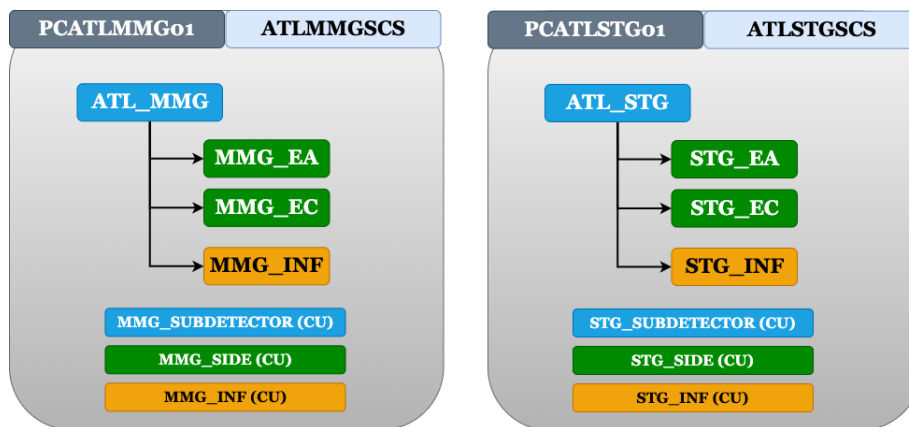 PCATLMMG01
ATLMMGSCS
ATL_MMG
MMG_EA
MMG_EC
MMG_INF
MMG_SUBDETECTOR (CU)
MMG_SIDE (CU)
MMG_INF (CU)
PCATLSTG01
ATLSTGSCS
ATL_STG
STG_EA
STG_EC
STG_INF
STG_SUBDETECTOR (CU)
STG_SIDE (CU)
STG_INF (CU)